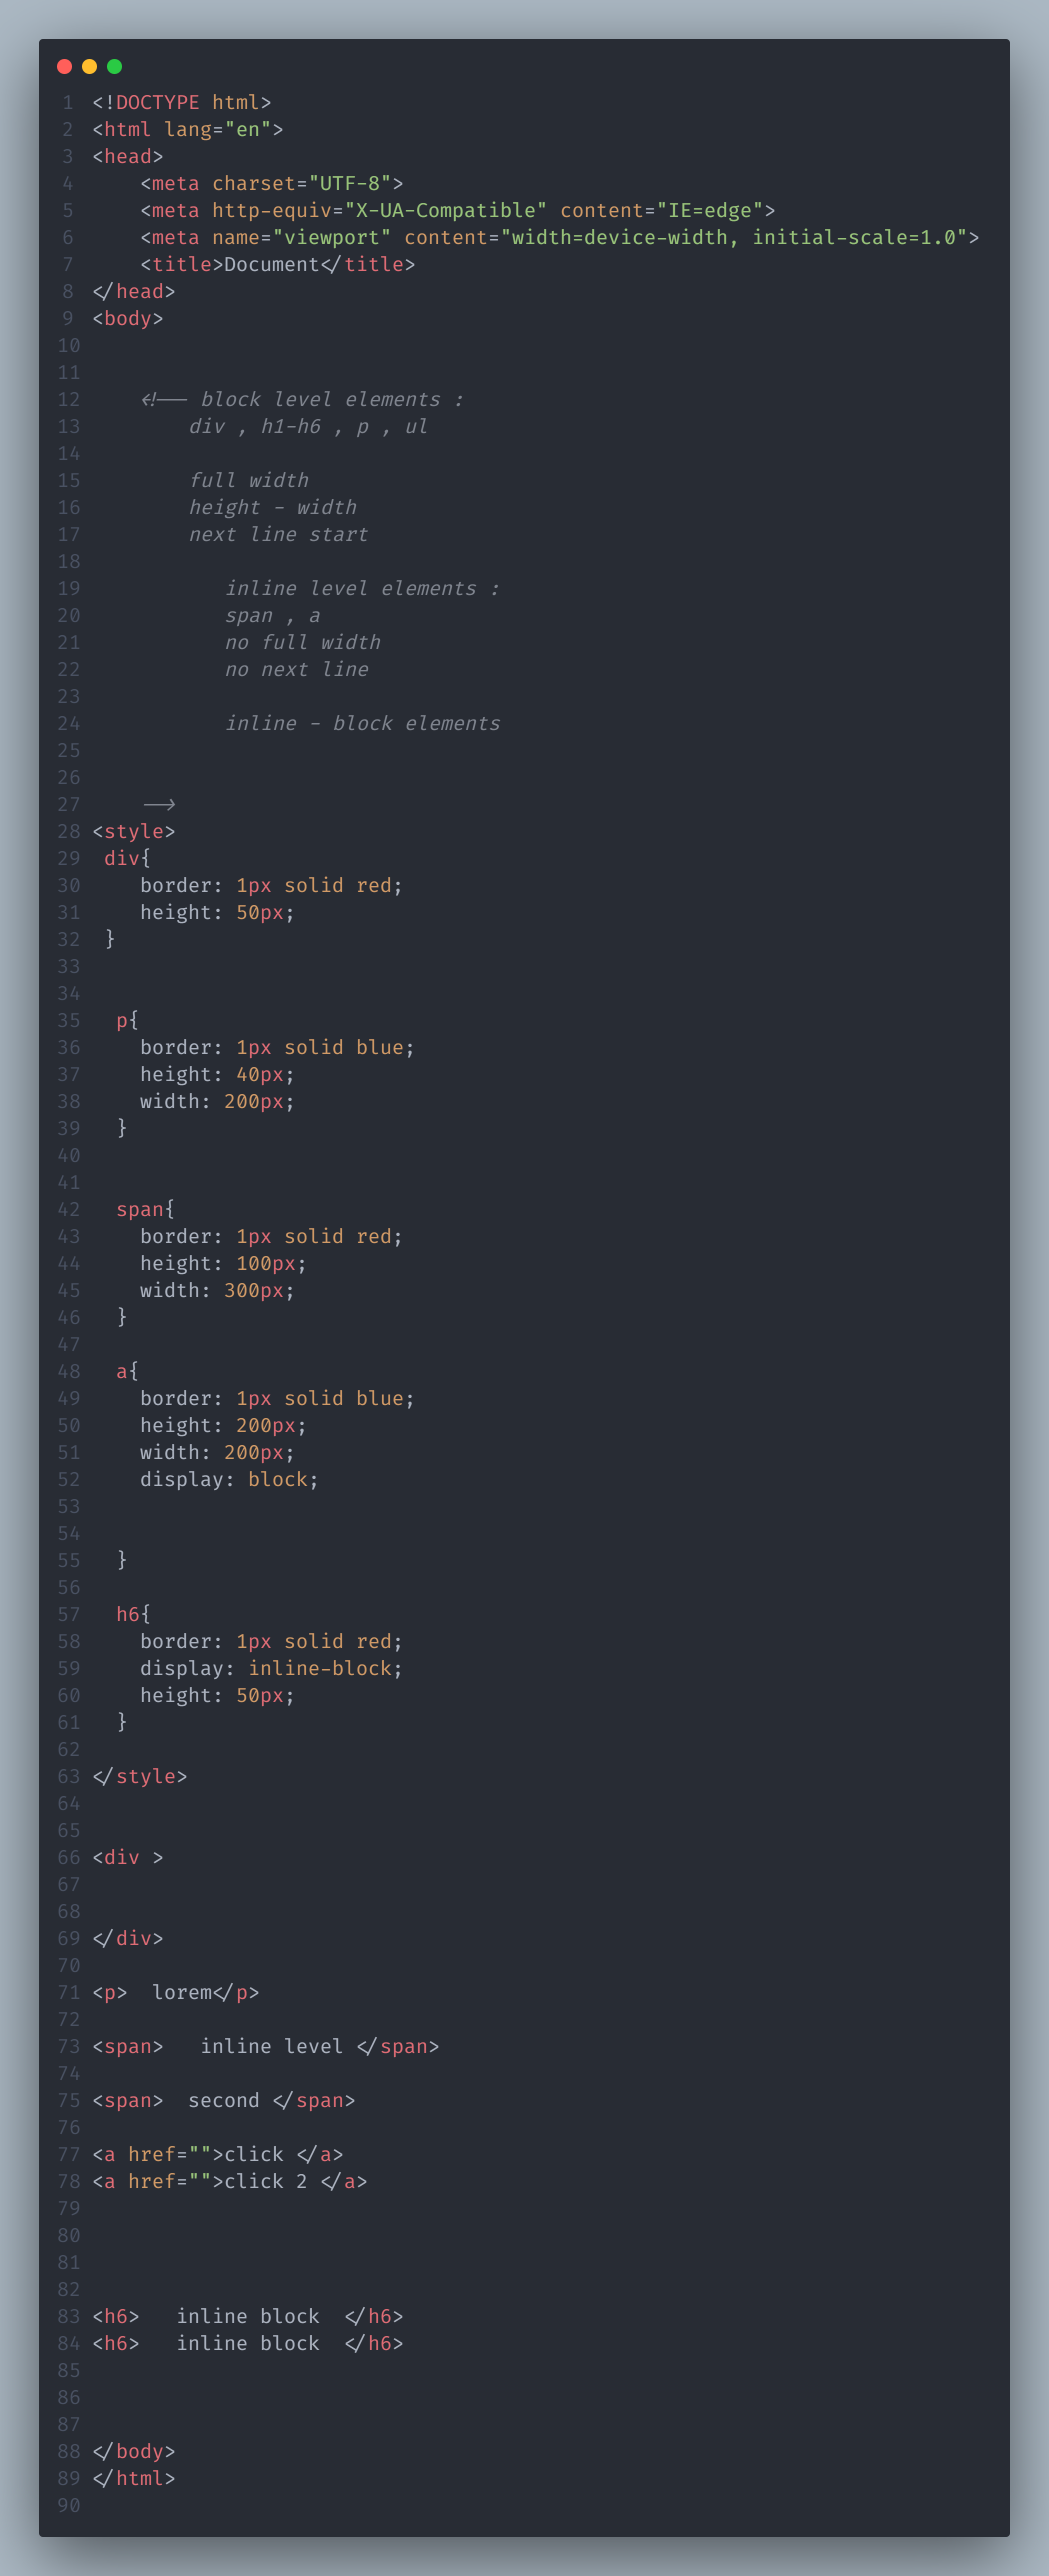 1 <!DOCTYPE html>
2 <html lang="en">
3 <head>
4     <meta charset="UTF-8">
5     <meta http-equiv="X-UA-Compatible" content="IE=edge">
6     <meta name="viewport" content="width=device-width, initial-scale=1.0">
7     <title>Document</title>
8 </head>
9 <body>
10
11
12     <!-- block level elements :
13         div , h1-h6 , p , ul
14
15         full width
16         height - width
17         next line start
18
19            inline level elements :
20            span , a
21            no full width
22            no next line
23
24            inline - block elements
25
26
27     -->
28 <style>
29  div{
30     border: 1px solid red;
31     height: 50px;
32  }
33
34
35   p{
36     border: 1px solid blue;
37     height: 40px;
38     width: 200px;
39   }
40
41
42   span{
43     border: 1px solid red;
44     height: 100px;
45     width: 300px;
46   }
47
48   a{
49     border: 1px solid blue;
50     height: 200px;
51     width: 200px;
52     display: block;
53
54
55   }
56
57   h6{
58     border: 1px solid red;
59     display: inline-block;
60     height: 50px;
61   }
62
63 </style>
64
65
66 <div >
67
68
69 </div>
70
71 <p>  lorem</p>
72
73 <span>   inline level </span>
74
75 <span>  second </span>
76
77 <a href="">click </a>
78 <a href="">click 2 </a>
79
80
81
82
83 <h6>   inline block  </h6>
84 <h6>   inline block  </h6>
85
86
87
88 </body>
89 </html>
90